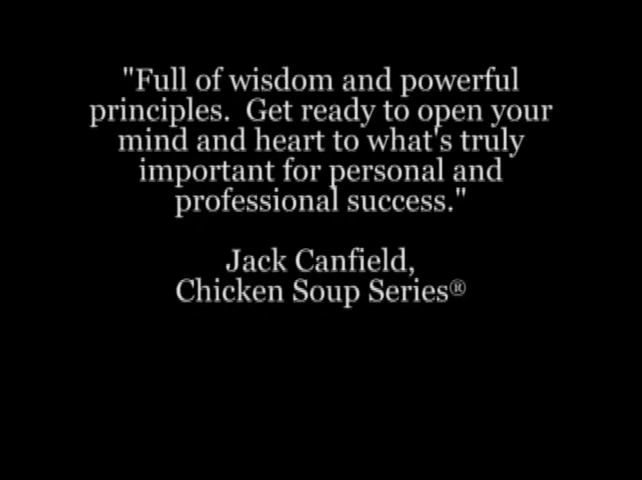 "Full of wisdom and powerful
principles.  Get ready to open your
mind and heart to what's truly
important for personal and
professional success."
Jack Canfield,
Chicken Soup Series®